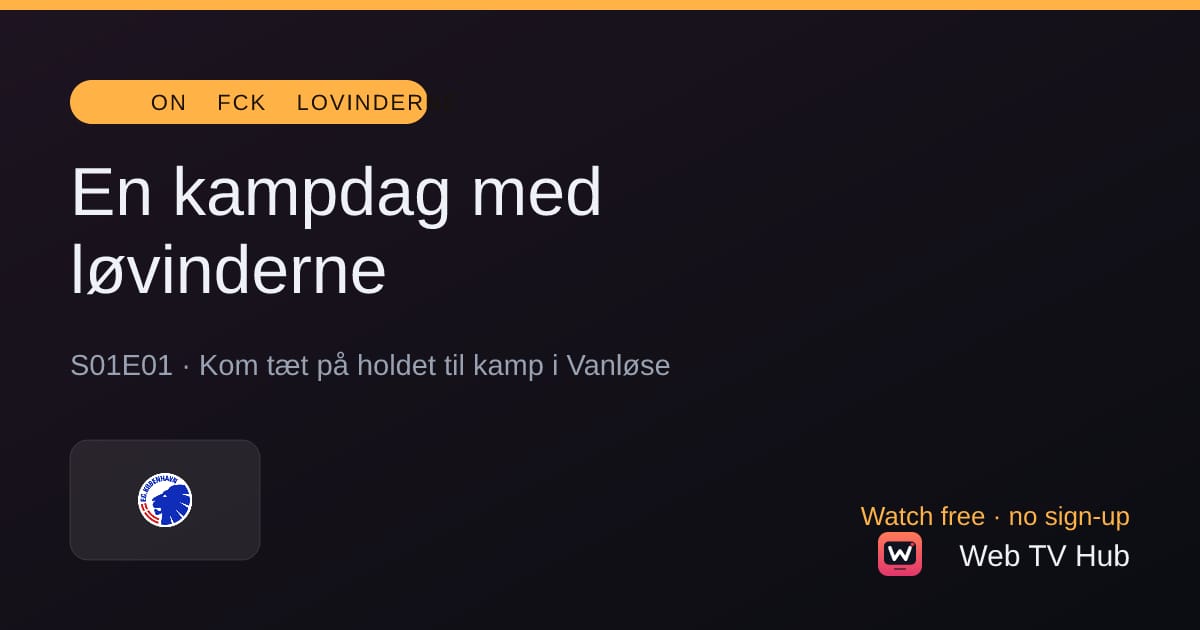 ON FCK LOVINDER
En kampdag med
løvinderne
S01E01 · Kom tæt på holdet til kamp i Vanløse
F.C. KØBENHAVN
Watch free · no sign-up
W
Web TV Hub